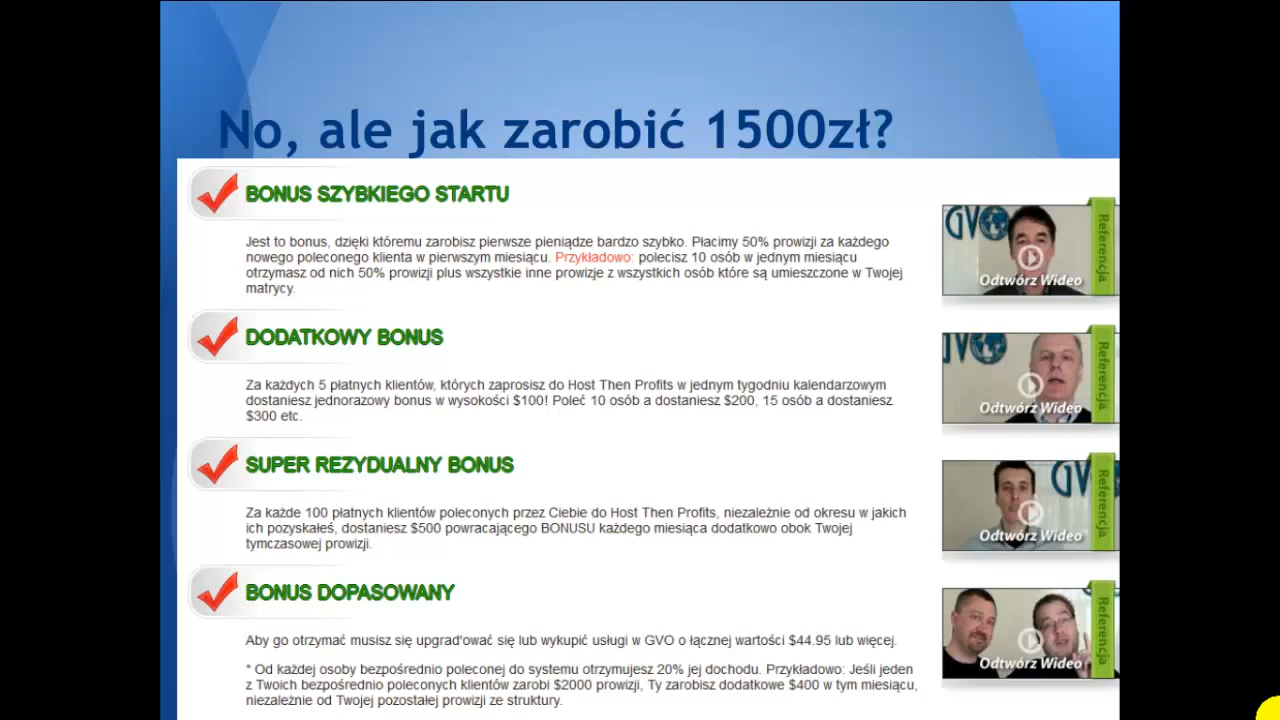 No, ale jak zarobić 1500zł?
BONUS SZYBKIEGO STARTU
Jest to bonus, dzięki któremu zarobisz pierwsze pieniądze bardzo szybko. Płacimy 50% prowizji za każdego
nowego poleconego klienta w pierwszym miesiącu. Przykładowo: polecisz 10 osób w jednym miesiącu
otrzymasz od nich 50% prowizji plus wszystkie inne prowizje z wszystkich osób które są umieszczone w Twojej
matrycy.
GVO
Referencja
Odtwórz Wideo
DODATKOWY BONUS
Za każdych 5 płatnych klientów, których zaprosisz do Host Then Profits w jednym tygodniu kalendarzowym
dostaniesz jednorazowy bonus w wysokości $100! Poleć 10 osób a dostaniesz $200, 15 osób a dostaniesz
$300 etc.
GVO
Referencja
Odtwórz Wideo
SUPER REZYDUALNY BONUS
Za każde 100 płatnych klientów poleconych przez Ciebie do Host Then Profits, niezależnie od okresu w jakich
ich pozyskałeś, dostaniesz $500 powracającego BONUSU każdego miesiąca dodatkowo obok Twojej
tymczasowej prowizji.
GVO
Referencja
Odtwórz Wideo
BONUS DOPASOWANY
Aby go otrzymać musisz się upgrad'ować się lub wykupić usługi w GVO o łącznej wartości $44.95 lub więcej.
* Od każdej osoby bezpośrednio poleconej do systemu otrzymujesz 20% jej dochodu. Przykładowo: Jeśli jeden
z Twoich bezpośrednio poleconych klientów zarobi $2000 prowizji, Ty zarobisz dodatkowe $400 w tym miesiącu,
niezależnie od Twojej pozostałej prowizji ze struktury.
Referencja
Odtwórz Wideo